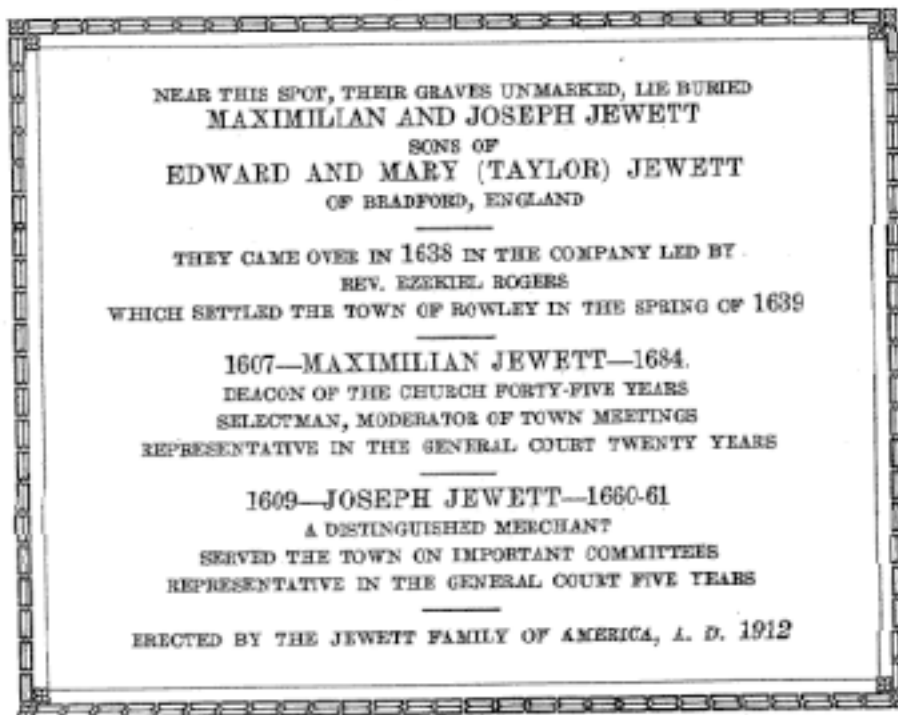 NEAR THIS SPOT, THEIR GRAVES UNMARKED, LIE BURIED
MAXIMILIAN AND JOSEPH JEWETT
SONS OF
EDWARD AND MARY (TAYLOR) JEWETT
OF BRADFORD, ENGLAND
THEY CAME OVER IN 1638 IN THE COMPANY LED BY
REV. EZEKIEL ROGERS
WHICH SETTLED THE TOWN OF ROWLEY IN THE SPRING OF 1639
1607—MAXIMILIAN JEWETT—1684.
DEACON OF THE CHURCH FORTY-FIVE YEARS
SELECTMAN, MODERATOR OF TOWN MEETINGS
REPRESENTATIVE IN THE GENERAL COURT TWENTY YEARS
1609—JOSEPH JEWETT—1660-61
A DISTINGUISHED MERCHANT
SERVED THE TOWN ON IMPORTANT COMMITTEES
REPRESENTATIVE IN THE GENERAL COURT FIVE YEARS
ERECTED BY THE JEWETT FAMILY OF AMERICA, A. D. 1912